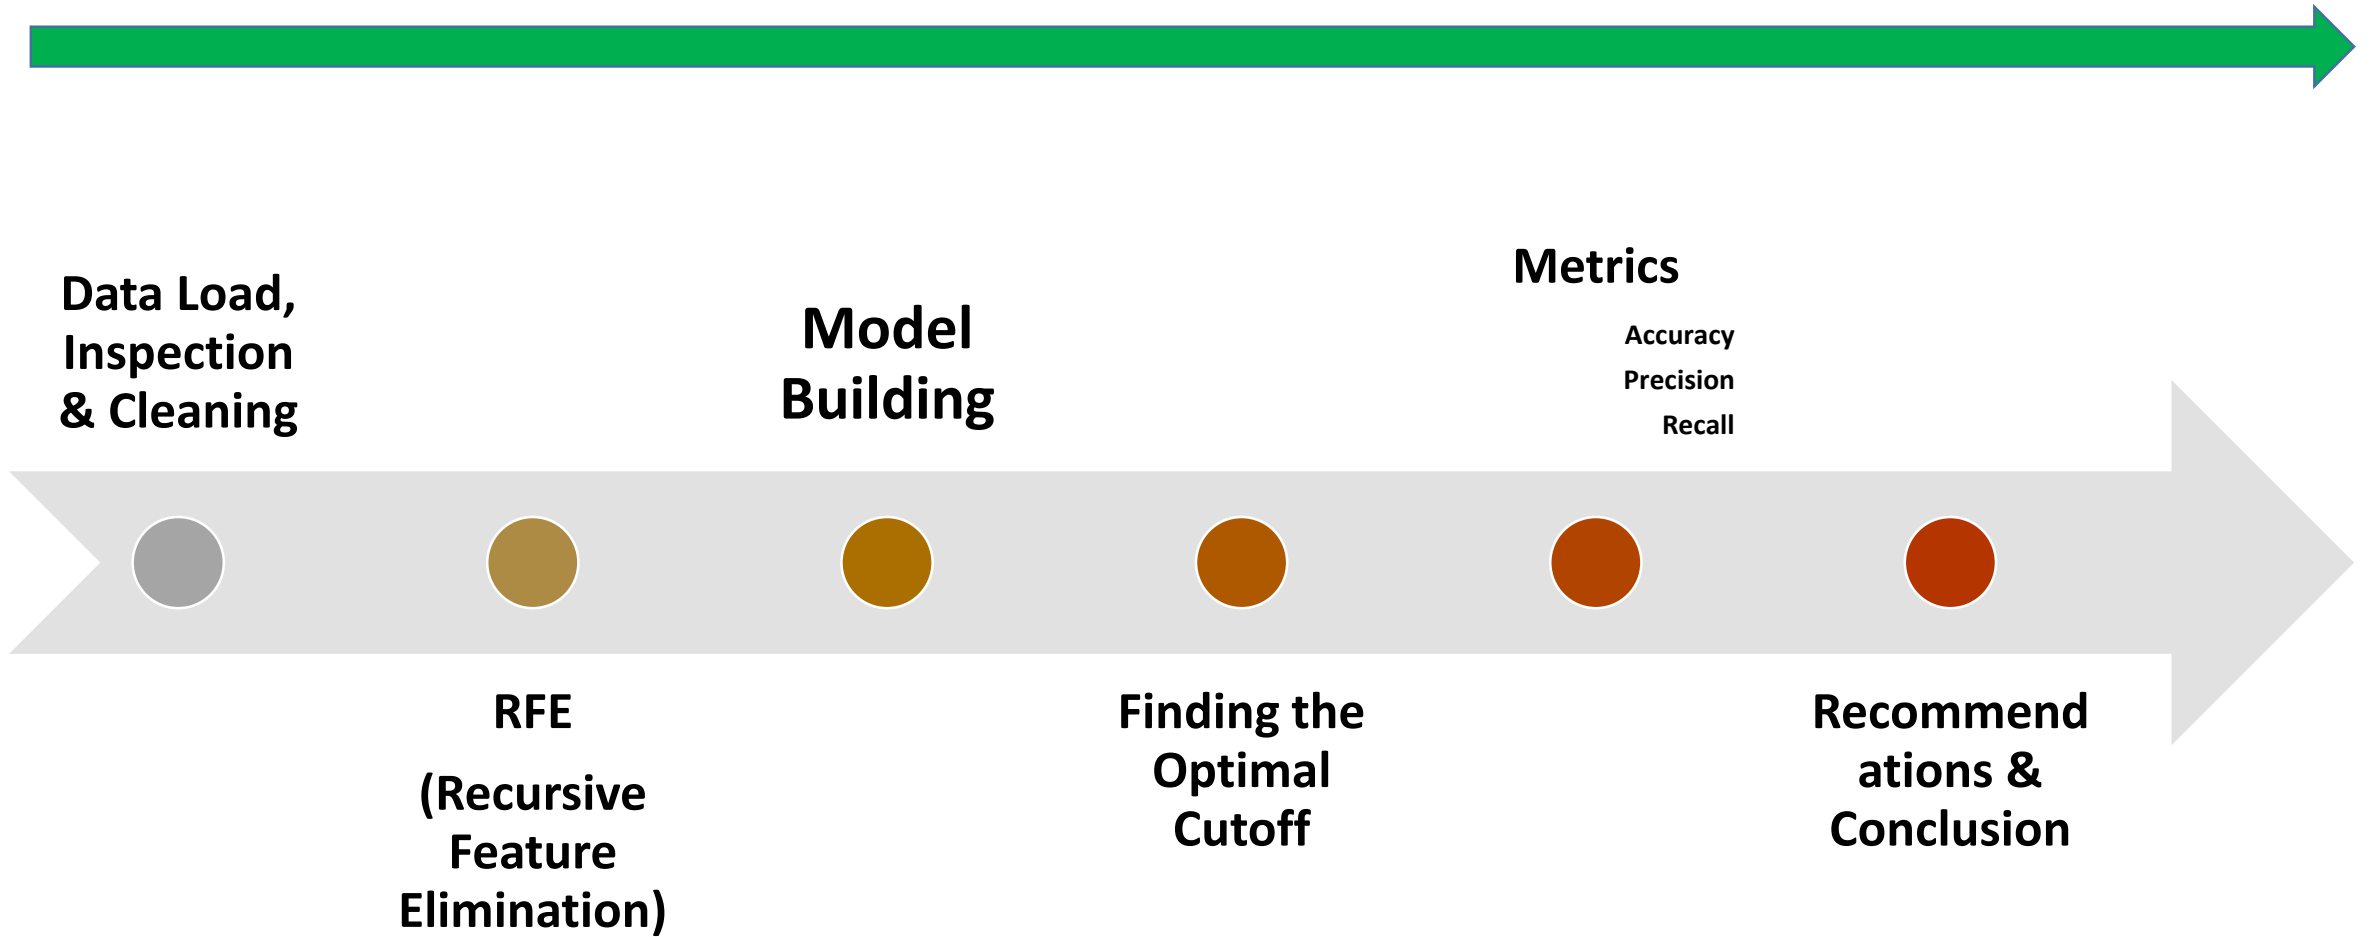 Data Load,
Inspection
& Cleaning
RFE
(Recursive
Feature
Elimination)
Model
Building
Finding the
Optimal
Cutoff
Metrics
Accuracy
Precision
Recall
Recommend
ations &
Conclusion